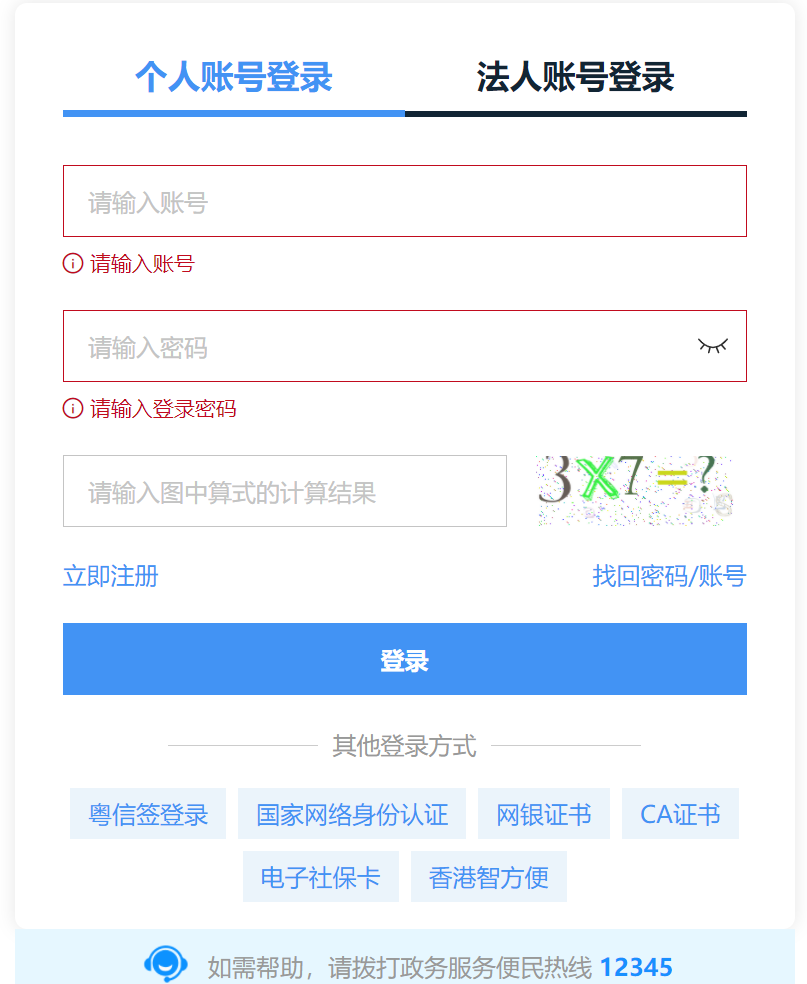 个人账号登录 法人账号登录
请输入账号
请输入账号
请输入密码
请输入登录密码
请输入图中算式的计算结果 3X7=?
立即注册 找回密码/账号
登录
其他登录方式
粤信签登录 国家网络身份认证 网银证书 CA证书
电子社保卡 香港智方便
如需帮助，请拨打政务服务便民热线 12345